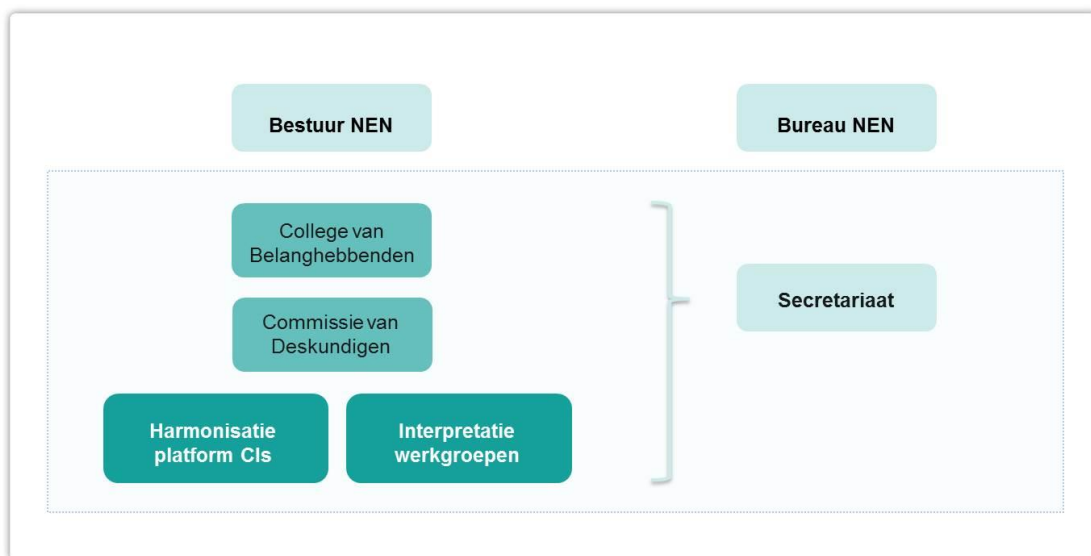 Bestuur NEN
Bureau NEN
College van
Belanghebbenden
Commissie van
Deskundigen
Secretariaat
Harmonisatie
platform CIs
Interpretatie
werkgroepen